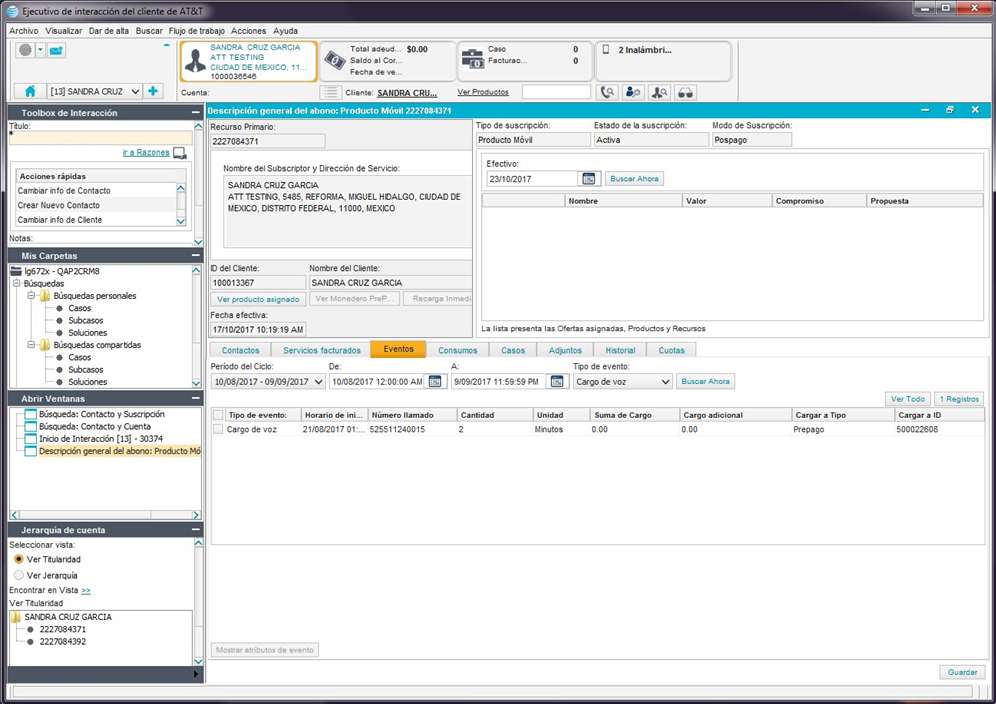 Ejecutivo de interacción del cliente de AT&T
Archivo Visualizar Dar de alta Buscar Flujo de trabajo Acciones Ayuda
SANDRA CRUZ GARCIA
ATT TESTING
CIUDAD DE MEXICO, 11...
1000036546
Total adeud... $0.00
Saldo al Cor...
Fecha de ve...
Caso 0
Facturac... 0
2 Inalámbri...
[13] SANDRA CRUZ
Cuenta:
Cliente: SANDRA CRU...
Ver Productos
Toolbox de Interacción
Título:
*
ir a Razones
Acciones rápidas
Cambiar info de Contacto
Crear Nuevo Contacto
Cambiar info de Cliente
Notas:
Mis Carpetas
lg672x - QAP2CRM8
Búsquedas
Búsquedas personales
Casos
Subcasos
Soluciones
Búsquedas compartidas
Casos
Subcasos
Soluciones
Abrir Ventanas
Búsqueda: Contacto y Suscripción
Búsqueda: Contacto y Cuenta
Inicio de Interacción [13] - 30374
Descripción general del abono: Producto Mó
Jerarquía de cuenta
Seleccionar vista:
Ver Titularidad
Ver Jerarquía
Encontrar en Vista >>
Ver Titularidad
SANDRA CRUZ GARCIA
2227084371
2227084392
Descripción general del abono: Producto Móvil 2227084371
Recurso Primario:
2227084371
Nombre del Subscriptor y Dirección de Servicio:
SANDRA CRUZ GARCIA
ATT TESTING, 5485, REFORMA, MIGUEL HIDALGO, CIUDAD DE
MEXICO, DISTRITO FEDERAL, 11000, MEXICO
ID del Cliente: Nombre del Cliente:
100013367 SANDRA CRUZ GARCIA
Ver producto asignado Ver Monedero PreP... Recarga Inmedi
Fecha efectiva:
17/10/2017 10:19:19 AM
Tipo de suscripción: Estado de la suscripción: Modo de Suscripción:
Producto Móvil Activa Pospago
Efectivo:
23/10/2017 Buscar Ahora
Nombre Valor Compromiso Propuesta
La lista presenta las Ofertas asignadas, Productos y Recursos
Contactos Servicios facturados Eventos Consumos Casos Adjuntos Historial Cuotas
Período del Ciclo: De: A: Tipo de evento:
10/08/2017 - 09/09/2017 10/08/2017 12:00:00 AM 9/09/2017 11:59:59 PM Cargo de voz Buscar Ahora
Ver Todo 1 Registros
Tipo de evento: Horario de ini... Número llamado Cantidad Unidad Suma de Cargo Cargo adicional Cargar a Tipo Cargar a ID
Cargo de voz 21/08/2017 01:... 525511240015 2 Minutos 0.00 0.00 Prepago 500022608
Mostrar atributos de evento
Guardar